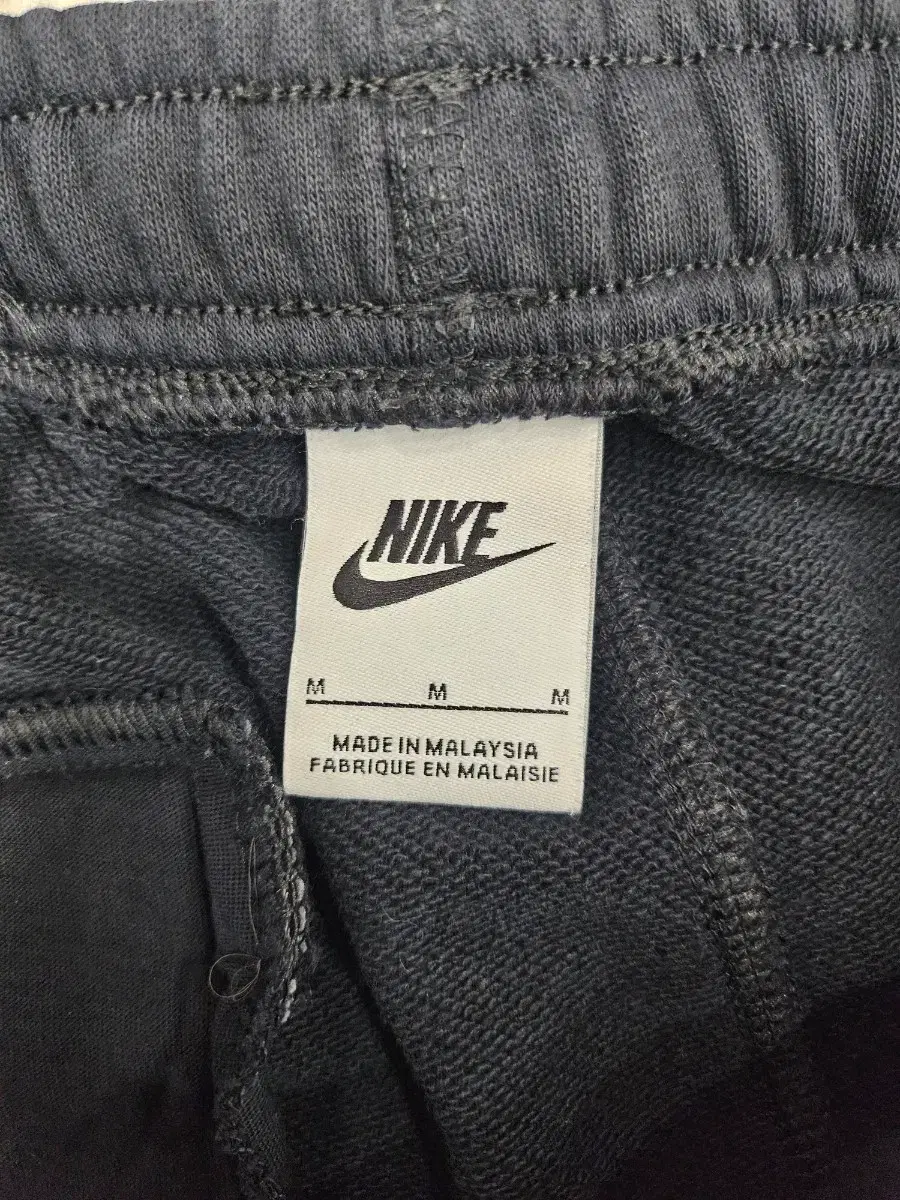 NIKE
M M M
MADE IN MALAYSIA
FABRIQUE EN MALAISIE